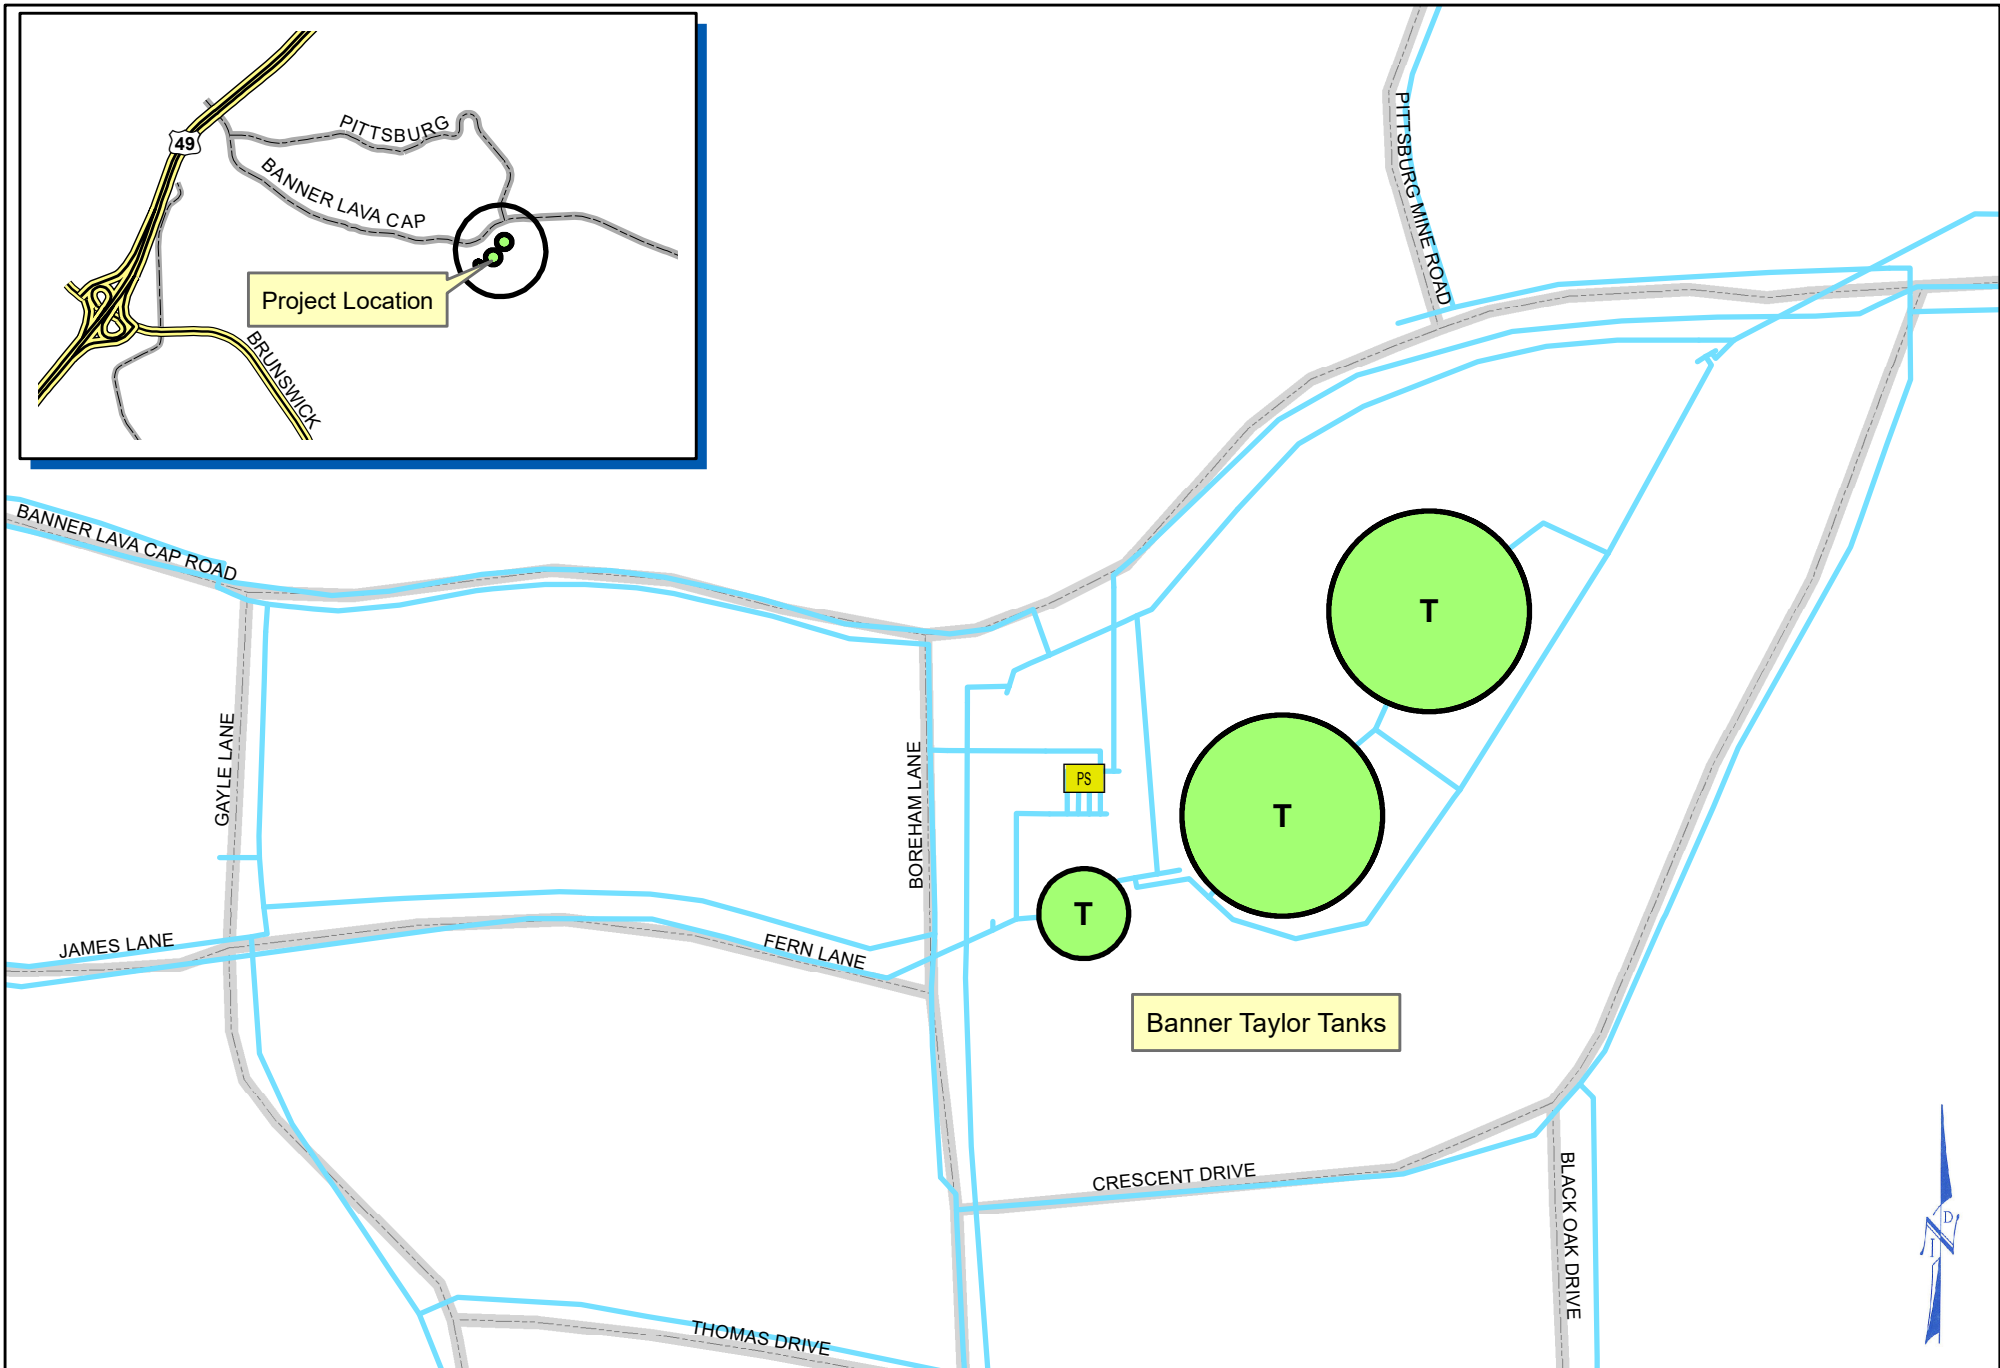 49
PITTSBURG
BANNER LAVA CAP
Project Location
BRUNSWICK
PITTSBURG MINE ROAD
BANNER LAVA CAP ROAD
GAYLE LANE
BOREHAM LANE
PS
T
T
T
JAMES LANE
FERN LANE
Banner Taylor Tanks
CRESCENT DRIVE
BLACK OAK DRIVE
THOMAS DRIVE
N
I
D